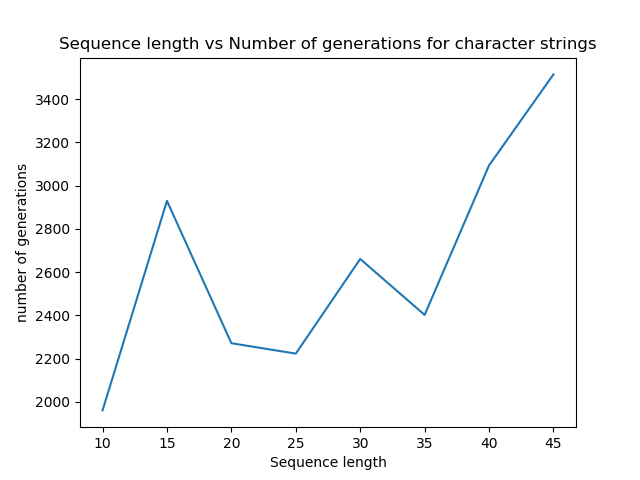 Sequence length vs Number of generations for character strings
number of generations
3400
3200
3000
2800
2600
2400
2200
2000
10 15 20 25 30 35 40 45
Sequence length